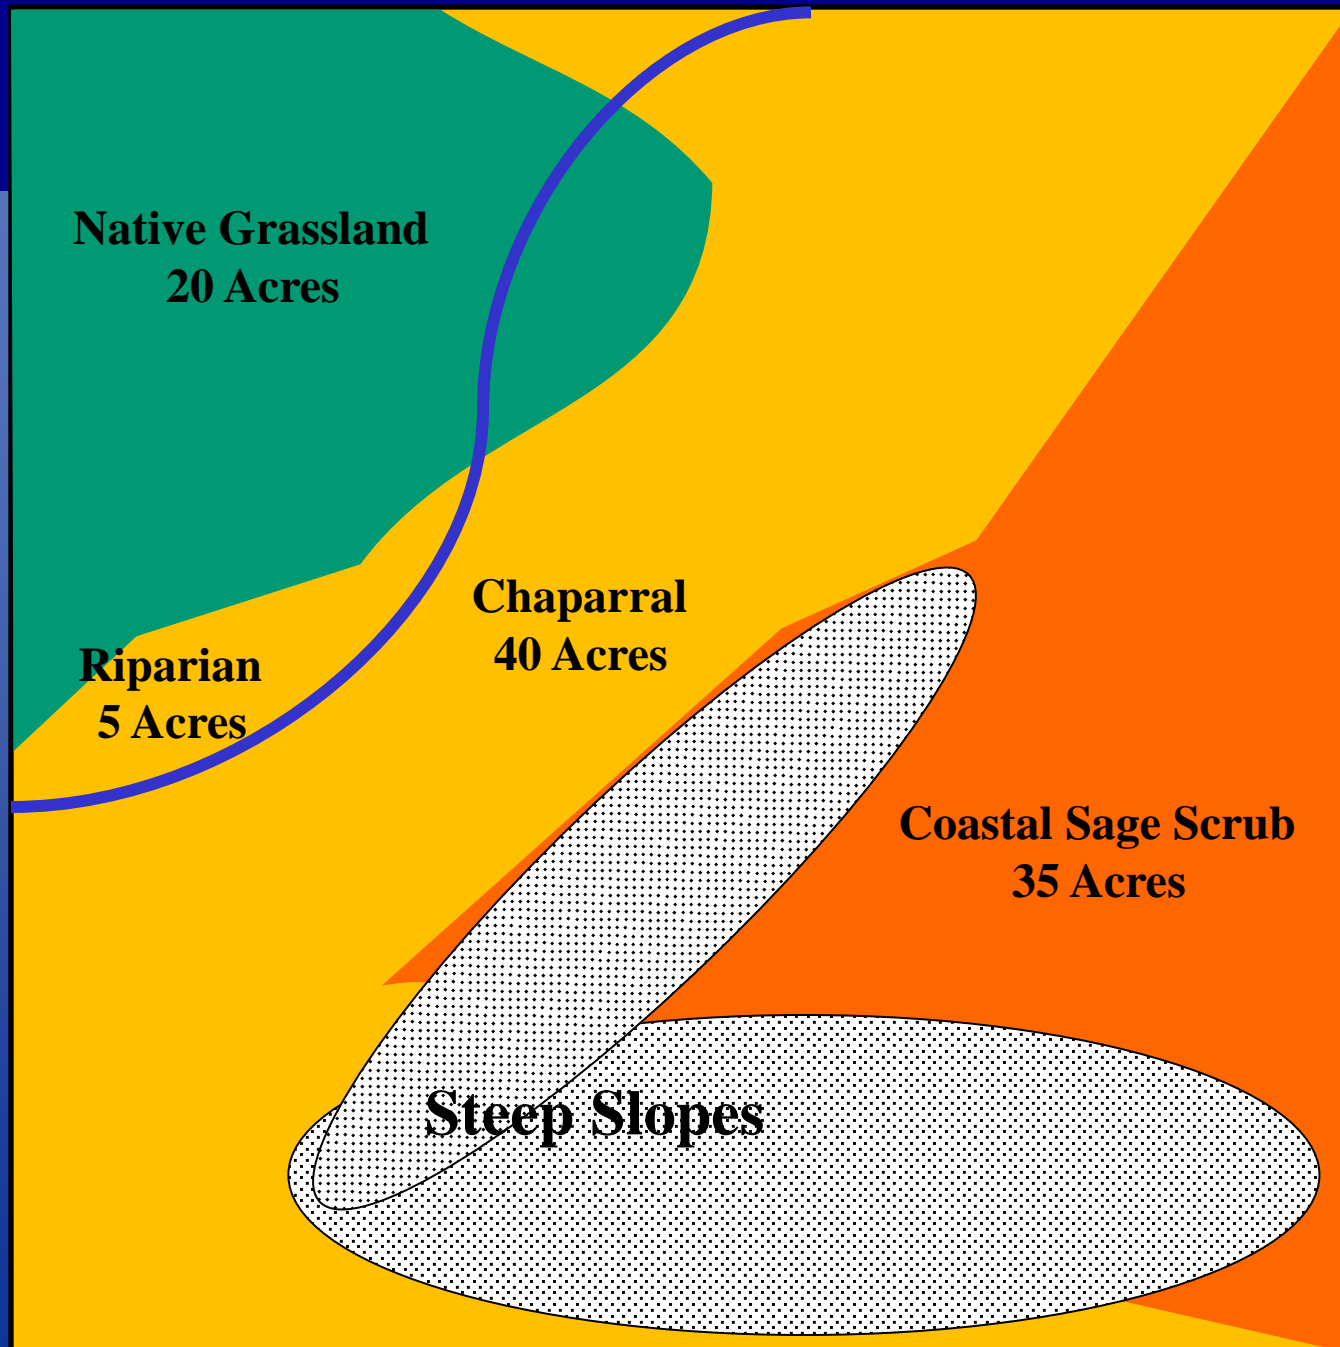 Native Grassland
20 Acres
Chaparral
40 Acres
Riparian
5 Acres
Coastal Sage Scrub
35 Acres
Steep Slopes